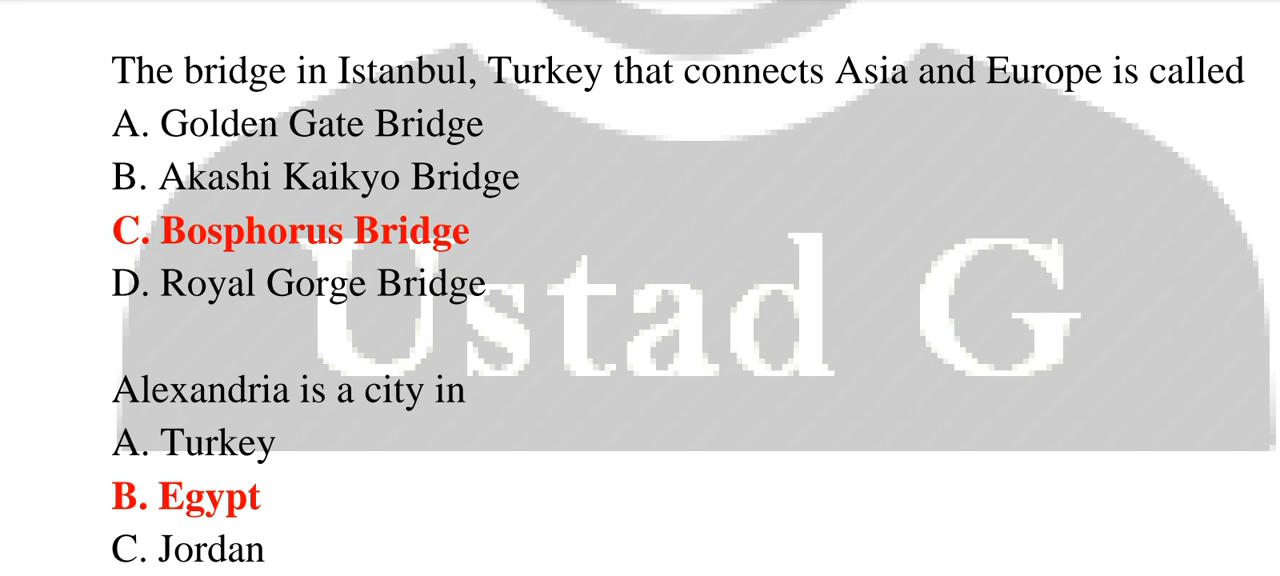 The bridge in Istanbul, Turkey that connects Asia and Europe is called
A. Golden Gate Bridge
B. Akashi Kaikyo Bridge
C. Bosphorus Bridge
D. Royal Gorge Bridge
Ustad G
Alexandria is a city in
A. Turkey
B. Egypt
C. Jordan